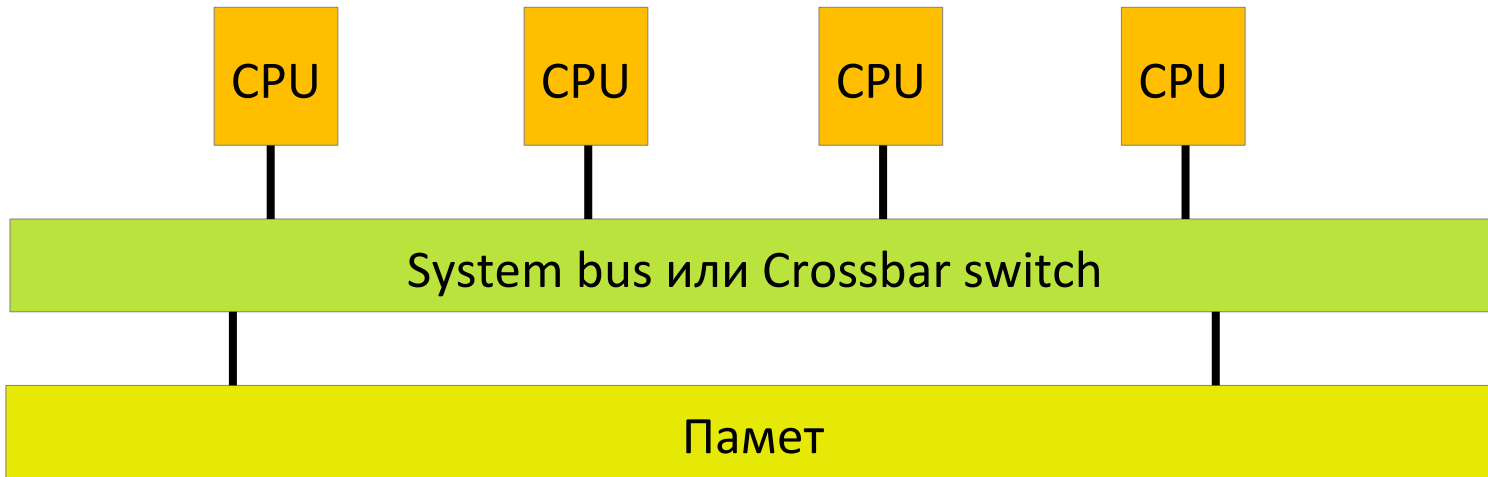 CPU CPU CPU CPU
System bus или Crossbar switch
Памет